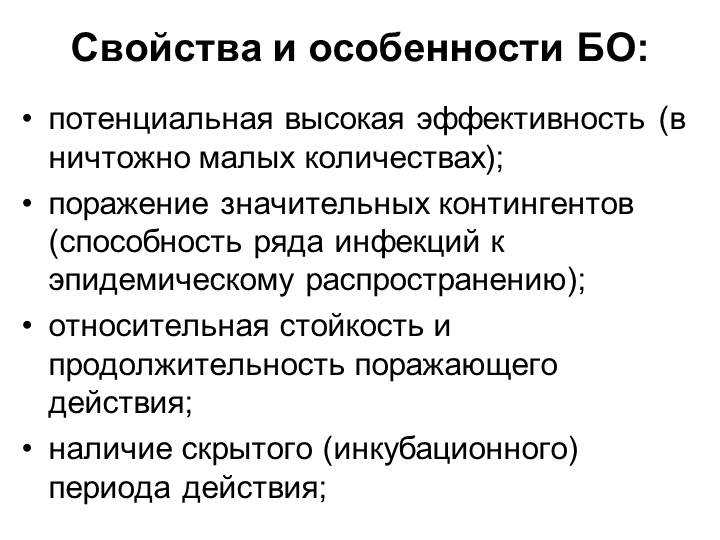 Свойства и особенности БО:
• потенциальная высокая эффективность (в
ничтожно малых количествах);
• поражение значительных контингентов
(способность ряда инфекций к
эпидемическому распространению);
• относительная стойкость и
продолжительность поражающего
действия;
• наличие скрытого (инкубационного)
периода действия;